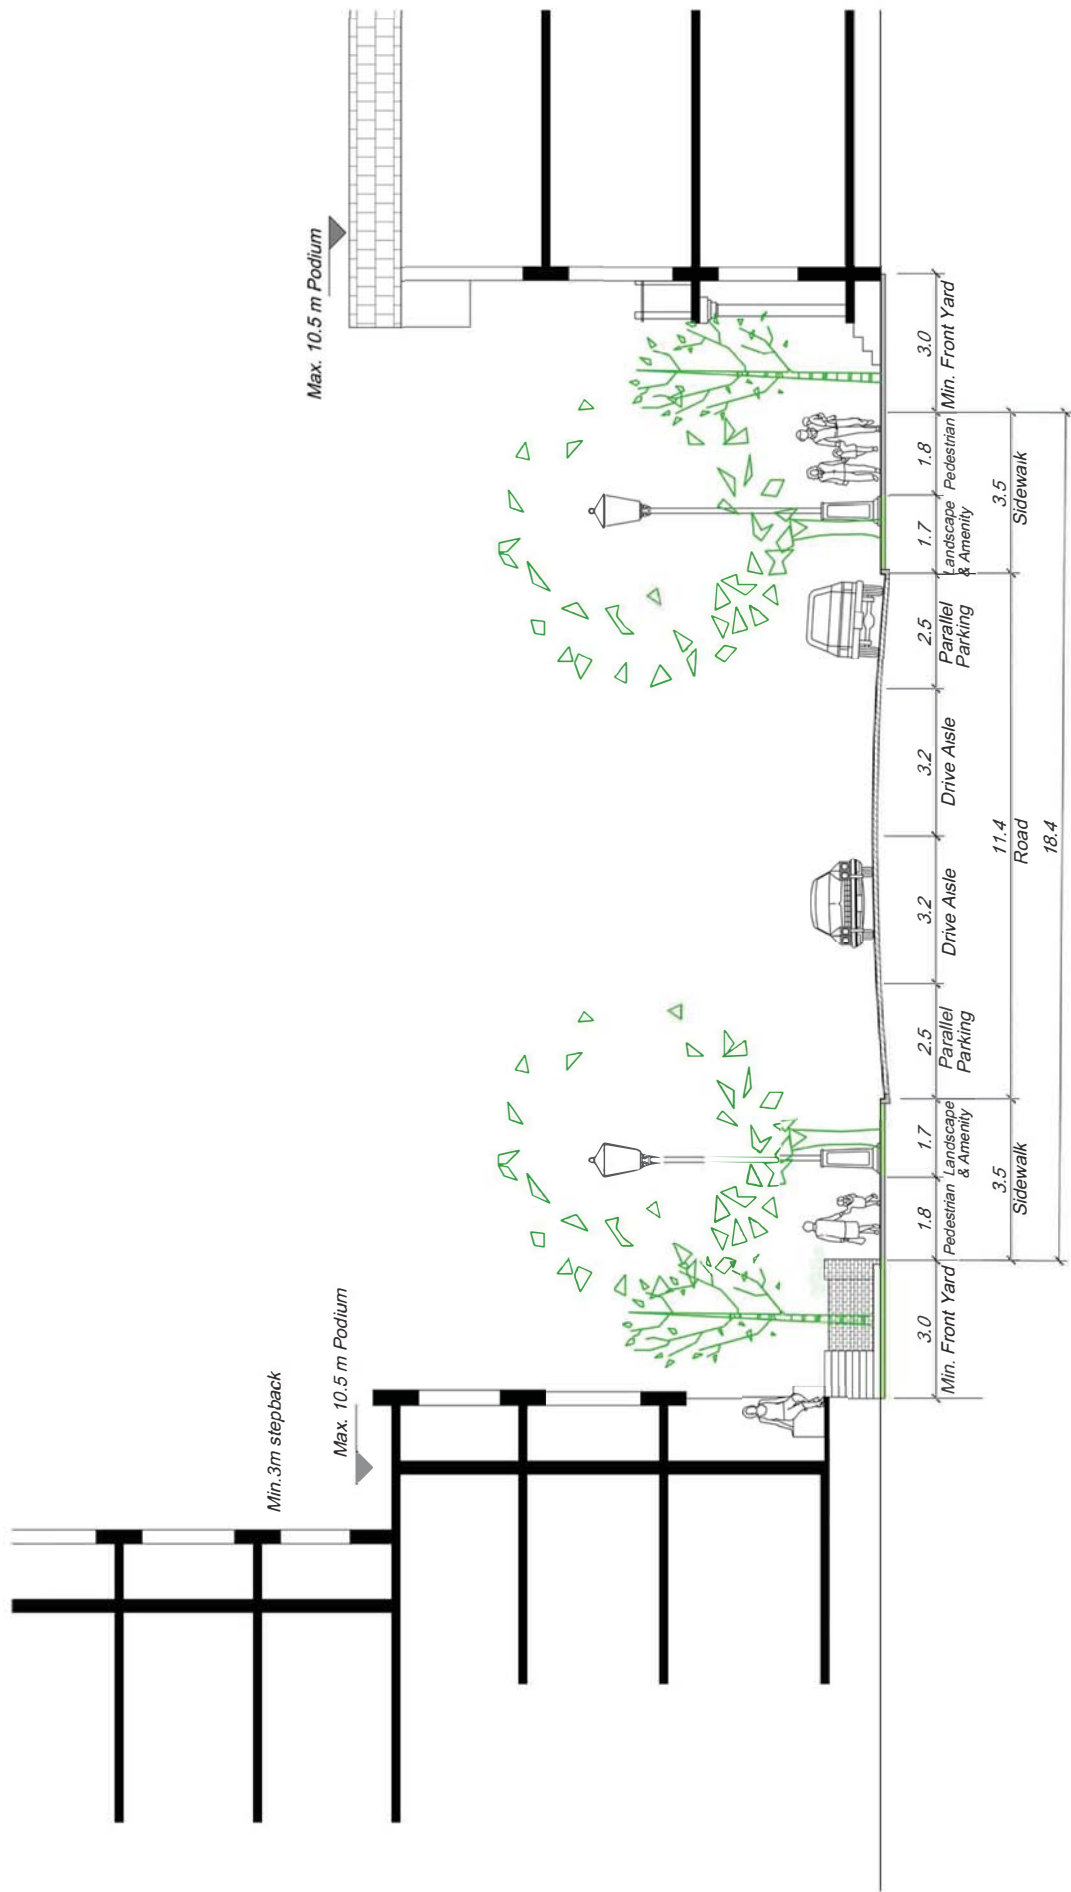 Min.3m stepback
Max. 10.5 m Podium
Max. 10.5 m Podium
3.0
1.8
1.7
2.5
3.2
3.2
2.5
1.7
1.8
3.0
Min. Front Yard
Pedestrian
Landscape
& Amenity
Parallel
Parking
Drive Aisle
Drive Aisle
Parallel
Parking
Landscape
& Amenity
Pedestrian
Min. Front Yard
3.5
Sidewalk
11.4
Road
3.5
Sidewalk
18.4